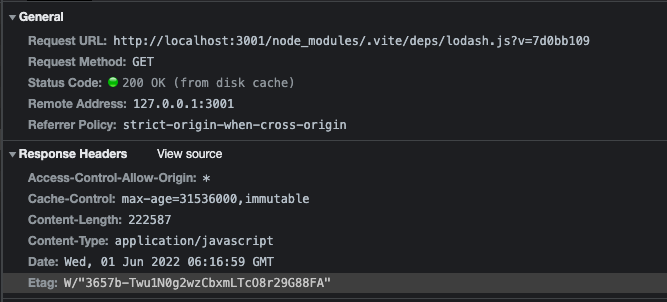 General
Request URL: http://localhost:3001/node_modules/.vite/deps/lodash.js?v=7d0bb109
Request Method: GET
Status Code: 200 OK (from disk cache)
Remote Address: 127.0.0.1:3001
Referrer Policy: strict-origin-when-cross-origin
Response Headers View source
Access-Control-Allow-Origin: *
Cache-Control: max-age=31536000,immutable
Content-Length: 222587
Content-Type: application/javascript
Date: Wed, 01 Jun 2022 06:16:59 GMT
Etag: W/"3657b-Twu1N0g2wzCbxmLTcO8r29G88FA"